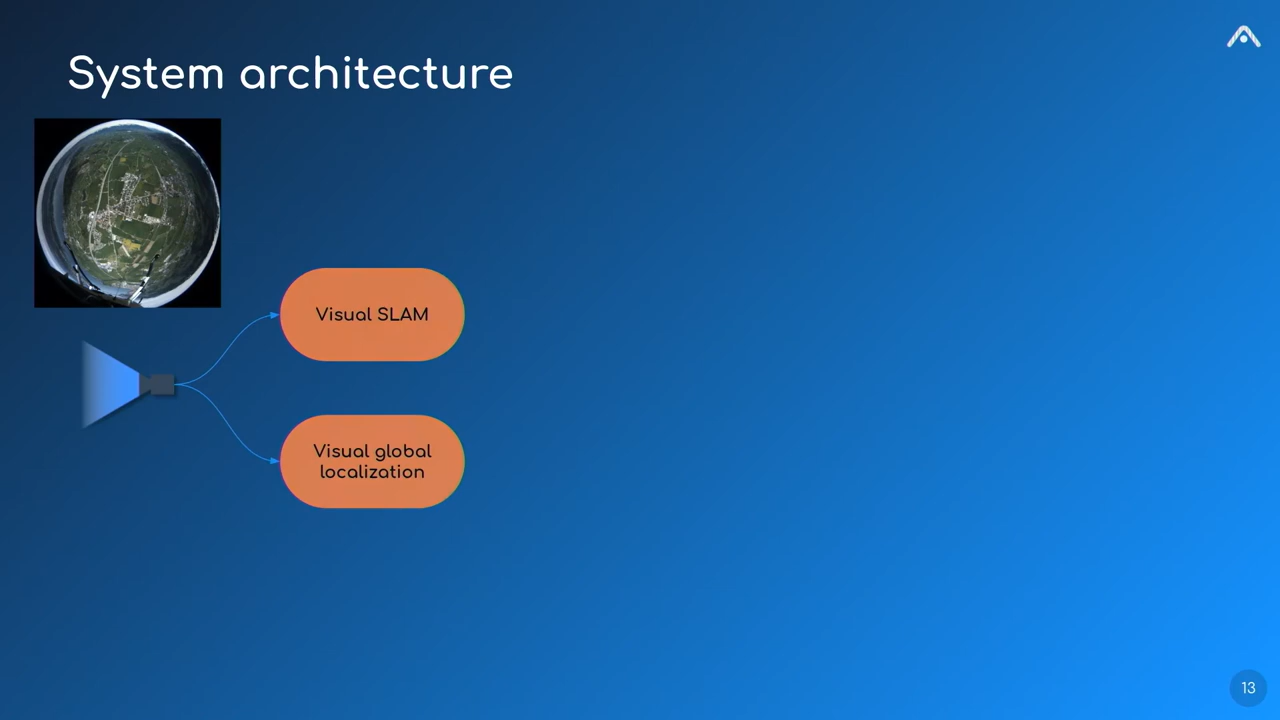 System architecture
Visual SLAM
Visual global
localization
13